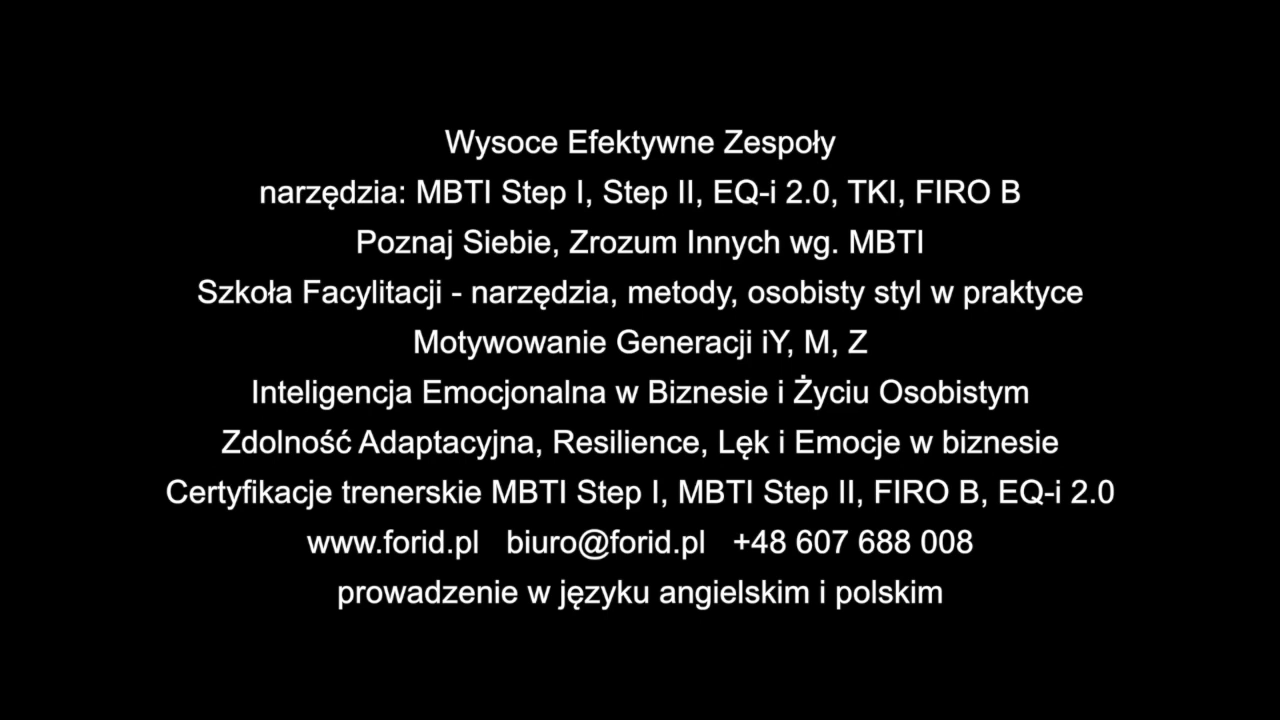 Wysoce Efektywne Zespoły
narzędzia: MBTI Step I, Step II, EQ-i 2.0, TKI, FIRO B
Poznaj Siebie, Zrozum Innych wg. MBTI
Szkoła Facylitacji - narzędzia, metody, osobisty styl w praktyce
Motywowanie Generacji iY, M, Z
Inteligencja Emocjonalna w Biznesie i Życiu Osobistym
Zdolność Adaptacyjna, Resilience, Lęk i Emocje w biznesie
Certyfikacje trenerskie MBTI Step I, MBTI Step II, FIRO B, EQ-i 2.0
www.forid.pl biuro@forid.pl +48 607 688 008
prowadzenie w języku angielskim i polskim